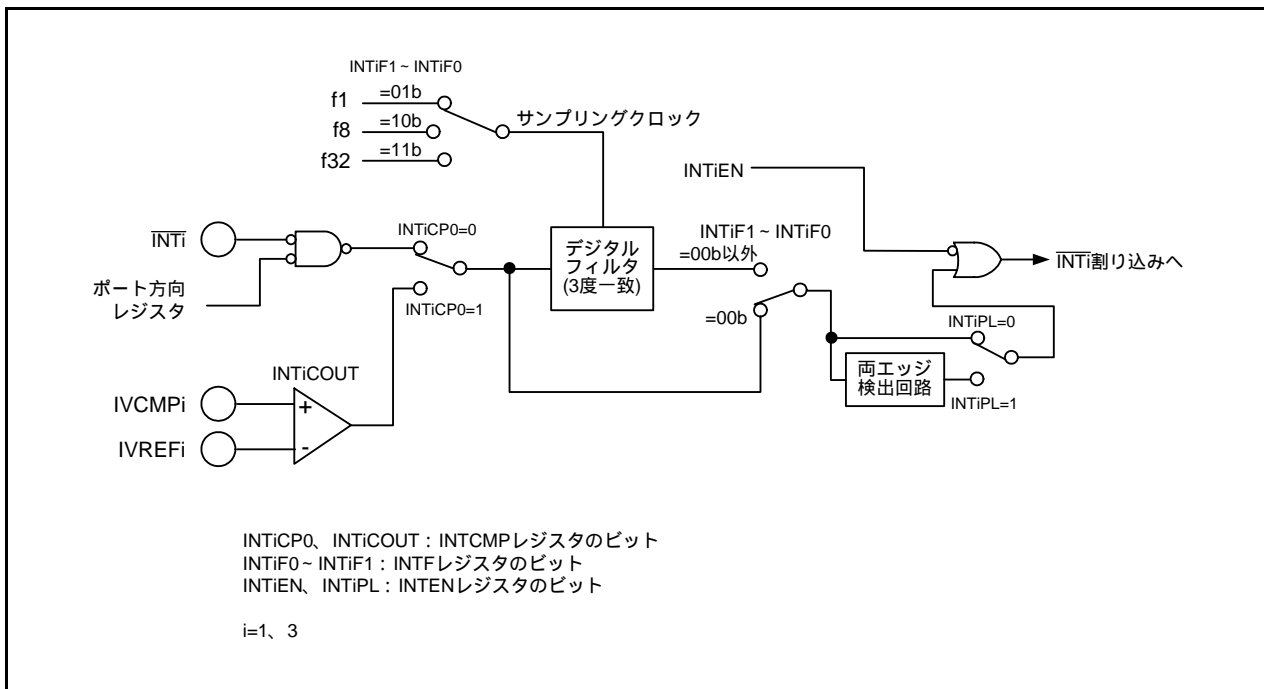 INTiF1～INTiF0
f1
=01b
f8
=10b
f32
=11b
サンプリングクロック
INTiEN
INTi
INTiCP0=0
デジタル
フィルタ
(3度一致)
INTiF1～INTiF0
=00b以外
INTi割り込みへ
ポート方向
レジスタ
INTiCP0=1
=00b
INTiPL=0
INTiCOUT
両エッジ
検出回路
IVCMPi
+
INTiPL=1
IVREFi
-
INTiCP0、INTiCOUT：INTCMPレジスタのビット
INTiF0～INTiF1：INTFレジスタのビット
INTiEN、INTiPL：INTENレジスタのビット
i=1、3